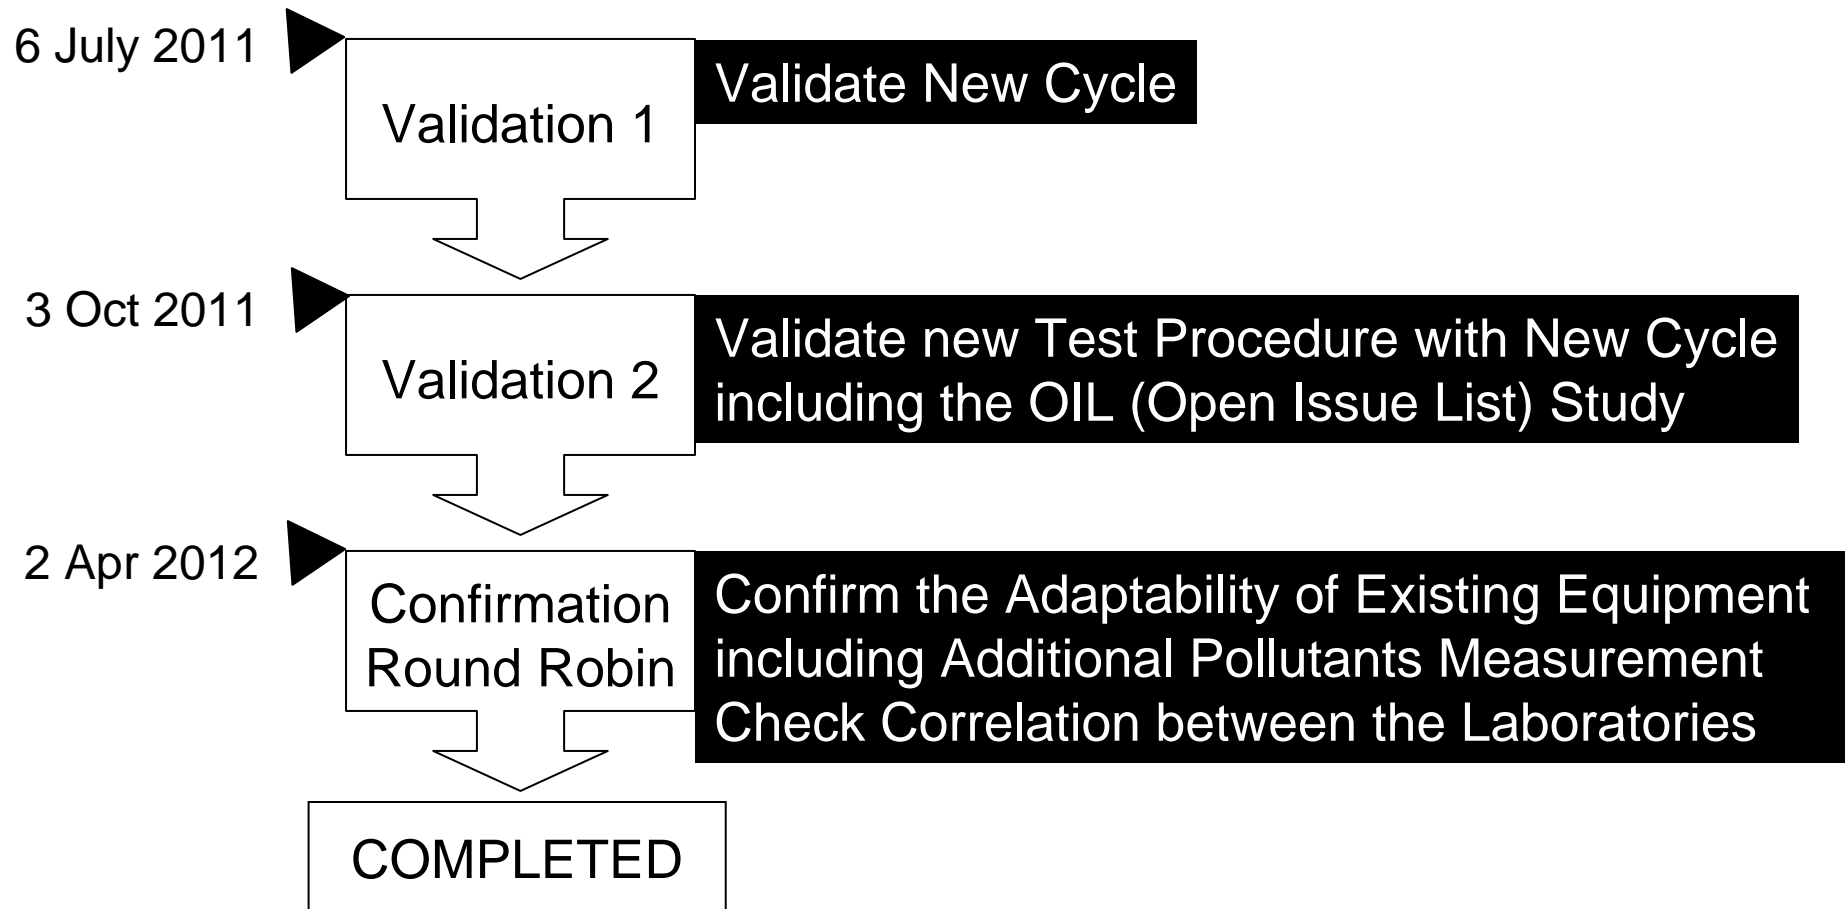 6 July 2011
Validation 1
Validate New Cycle
3 Oct 2011
Validation 2
Validate new Test Procedure with New Cycle
including the OIL (Open Issue List) Study
2 Apr 2012
Confirmation
Round Robin
Confirm the Adaptability of Existing Equipment
including Additional Pollutants Measurement
Check Correlation between the Laboratories
COMPLETED